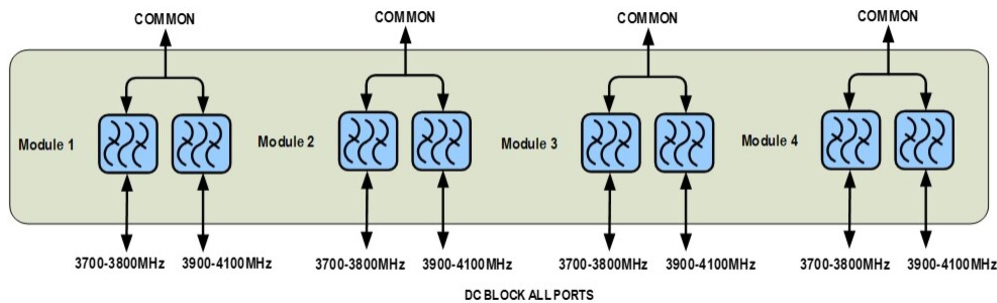 COMMON COMMON COMMON COMMON
Module 1 Module 2 Module 3 Module 4
3700-3800MHz 3900-4100MHz 3700-3800MHz 3900-4100MHz 3700-3800MHz 3900-4100MHz 3700-3800MHz 3900-4100MHz
DC BLOCK ALL PORTS